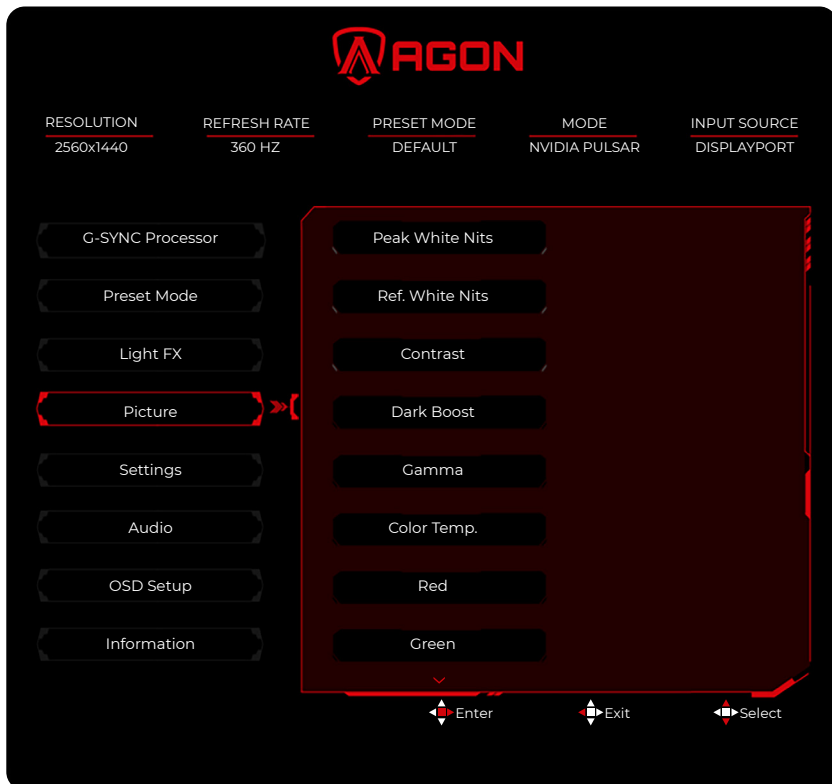 AGON
RESOLUTION
2560x1440
REFRESH RATE
360 HZ
PRESET MODE
DEFAULT
MODE
NVIDIA PULSAR
INPUT SOURCE
DISPLAYPORT
G-SYNC Processor
Preset Mode
Light FX
Picture
Settings
Audio
OSD Setup
Information
Peak White Nits
Ref. White Nits
Contrast
Dark Boost
Gamma
Color Temp.
Red
Green
Enter
Exit
Select